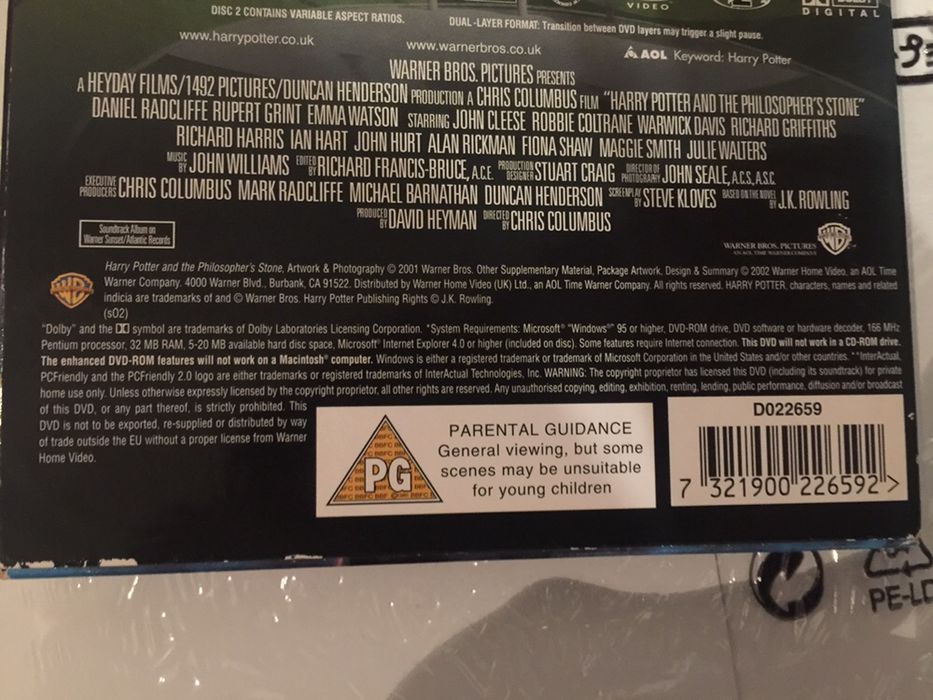 VIDEO
DIGITAL
DISC 2 CONTAINS VARIABLE ASPECT RATIOS.
DUAL-LAYER FORMAT: Transition between DVD layers may trigger a slight pause.
www.harrypotter.co.uk
www.warnerbros.co.uk
AOL Keyword: Harry Potter
WARNER BROS. PICTURES PRESENTS
A HEYDAY FILMS/1492 PICTURES/DUNCAN HENDERSON PRODUCTION A CHRIS COLUMBUS FILM "HARRY POTTER AND THE PHILOSOPHER'S STONE"
DANIEL RADCLIFFE RUPERT GRINT EMMA WATSON STARRING JOHN CLEESE ROBBIE COLTRANE WARWICK DAVIS RICHARD GRIFFITHS
RICHARD HARRIS IAN HART JOHN HURT ALAN RICKMAN FIONA SHAW MAGGIE SMITH JULIE WALTERS
MUSIC BY JOHN WILLIAMS EDITED BY RICHARD FRANCIS-BRUCE, A.C.E. PRODUCTION DESIGNER STUART CRAIG DIRECTOR OF PHOTOGRAPHY JOHN SEALE, A.C.S., A.S.C.
EXECUTIVE PRODUCERS CHRIS COLUMBUS MARK RADCLIFFE MICHAEL BARNATHAN DUNCAN HENDERSON SCREENPLAY BY STEVE KLOVES BASED ON THE NOVEL BY J.K. ROWLING
PRODUCED BY DAVID HEYMAN DIRECTED BY CHRIS COLUMBUS
Soundtrack Album on
Warner Sunset/Atlantic Records
WARNER BROS. PICTURES
AN AOL TIME WARNER COMPANY
Harry Potter and the Philosopher's Stone, Artwork & Photography © 2001 Warner Bros. Other Supplementary Material, Package Artwork, Design & Summary © 2002 Warner Home Video, an AOL Time
Warner Company. 4000 Warner Blvd., Burbank, CA 91522. Distributed by Warner Home Video (UK) Ltd., an AOL Time Warner Company. All rights reserved. HARRY POTTER, characters, names and related
indicia are trademarks of and © Warner Bros. Harry Potter Publishing Rights © J.K. Rowling.
(s02)
"Dolby" and the symbol are trademarks of Dolby Laboratories Licensing Corporation. *System Requirements: Microsoft® "Windows®" 95 or higher, DVD-ROM drive, DVD software or hardware decoder, 166 MHz
Pentium processor, 32 MB RAM, 5-20 MB available hard disc space, Microsoft® Internet Explorer 4.0 or higher (included on disc). Some features require Internet connection. This DVD will not work in a CD-ROM drive.
The enhanced DVD-ROM features will not work on a Macintosh® computer. Windows is either a registered trademark or trademark of Microsoft Corporation in the United States and/or other countries. **InterActual,
PCFriendly and the PCFriendly 2.0 logo are either trademarks or registered trademarks of InterActual Technologies, Inc. WARNING: The copyright proprietor has licensed this DVD (including its soundtrack) for private
home use only. Unless otherwise expressly licensed by the copyright proprietor, all other rights are reserved. Any unauthorised copying, editing, exhibition, renting, lending, public performance, diffusion and/or broadcast
of this DVD, or any part thereof, is strictly prohibited. This
DVD is not to be exported, re-supplied or distributed by way
of trade outside the EU without a proper license from Warner
Home Video.
PG
PARENTAL GUIDANCE
General viewing, but some
scenes may be unsuitable
for young children
D022659
7 321900 226592 >
PE-LD